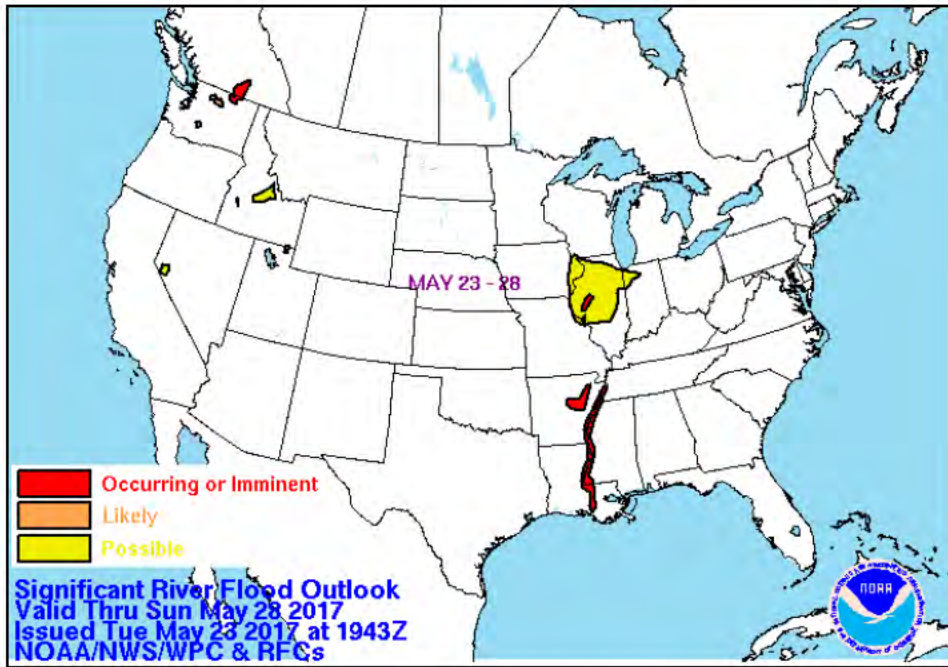 MAY 23 - 28
Occurring or Imminent
Likely
Possible
Significant River Flood Outlook
Valid Thru Sun May 28 2017
Issued Tue May 23 2017 at 1943Z
NOAA/NWS/WPC & RFCs
NOAA